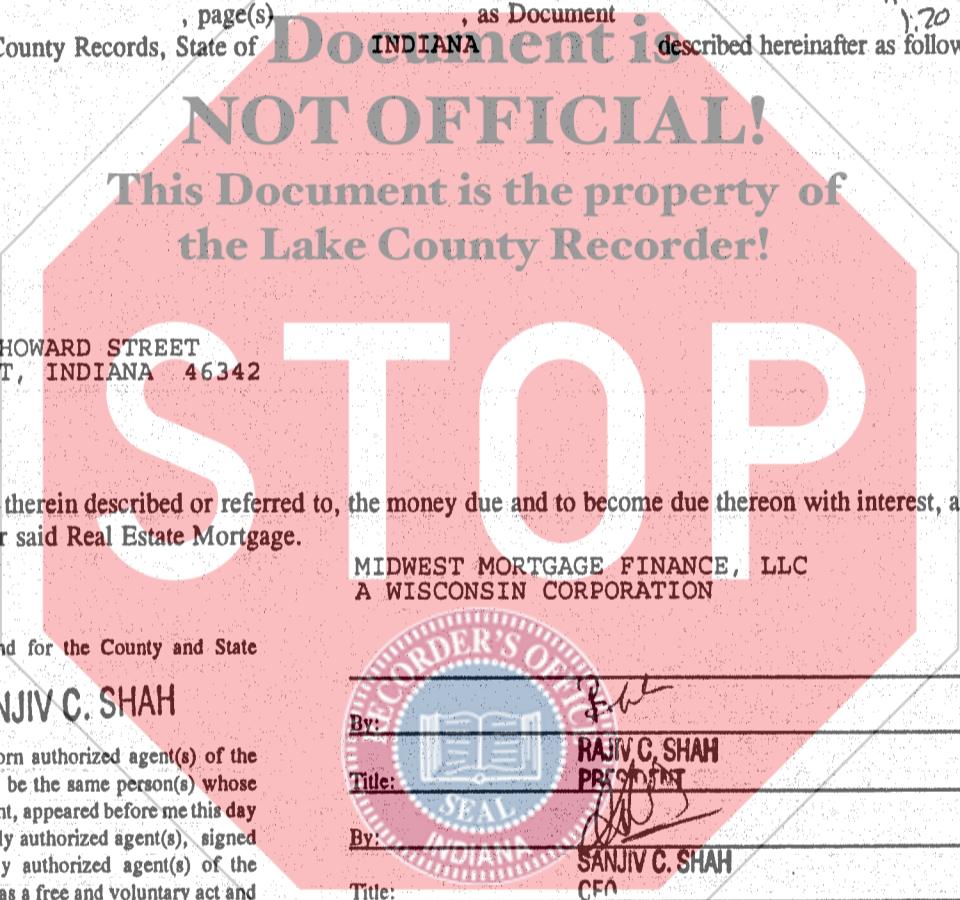 , page(s) , as Document
).20
County Records, State of INDIANA described hereinafter as follow
Document is
NOT OFFICIAL!
This Document is the property of
the Lake County Recorder!
STOP
HOWARD STREET
T, INDIANA 46342
therein described or referred to, the money due and to become due thereon with interest, a
r said Real Estate Mortgage.
MIDWEST MORTGAGE FINANCE, LLC
A WISCONSIN CORPORATION
nd for the County and State
NJIV C. SHAH
orn authorized agent(s) of the
be the same person(s) whose
nt, appeared before me this day
ly authorized agent(s), signed
y authorized agent(s) of the
as a free and voluntary act and
RECORDER'S OFFIC
SEAL
INDIANA
By:
RAJIV C. SHAH
Title: PRESIDENT
By:
SANJIV C. SHAH
Title: CFO